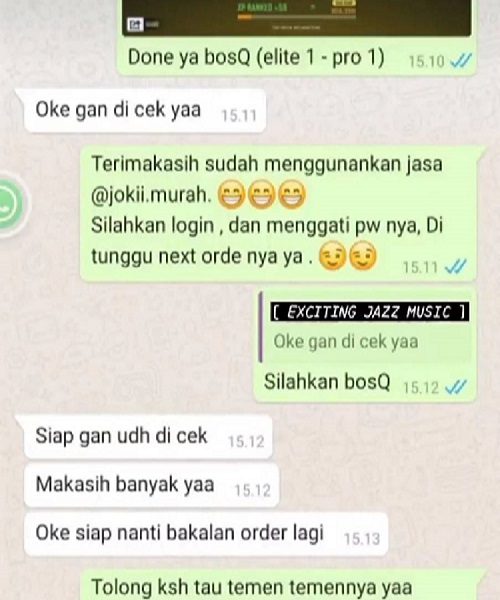 XP RANKED +50
Done ya bosQ (elite 1 - pro 1) 15.10
Oke gan di cek yaa 15.11
Terimakasih sudah menggunankan jasa
@jokii.murah. 😁😁😁
Silahkan login , dan menggati pw nya, Di
tunggu next orde nya ya . 😉😉 15.11
[ EXCITING JAZZ MUSIC ]
Oke gan di cek yaa
Silahkan bosQ 15.12
Siap gan udh di cek 15.12
Makasih banyak yaa 15.12
Oke siap nanti bakalan order lagi 15.13
Tolong ksh tau temen temennya yaa